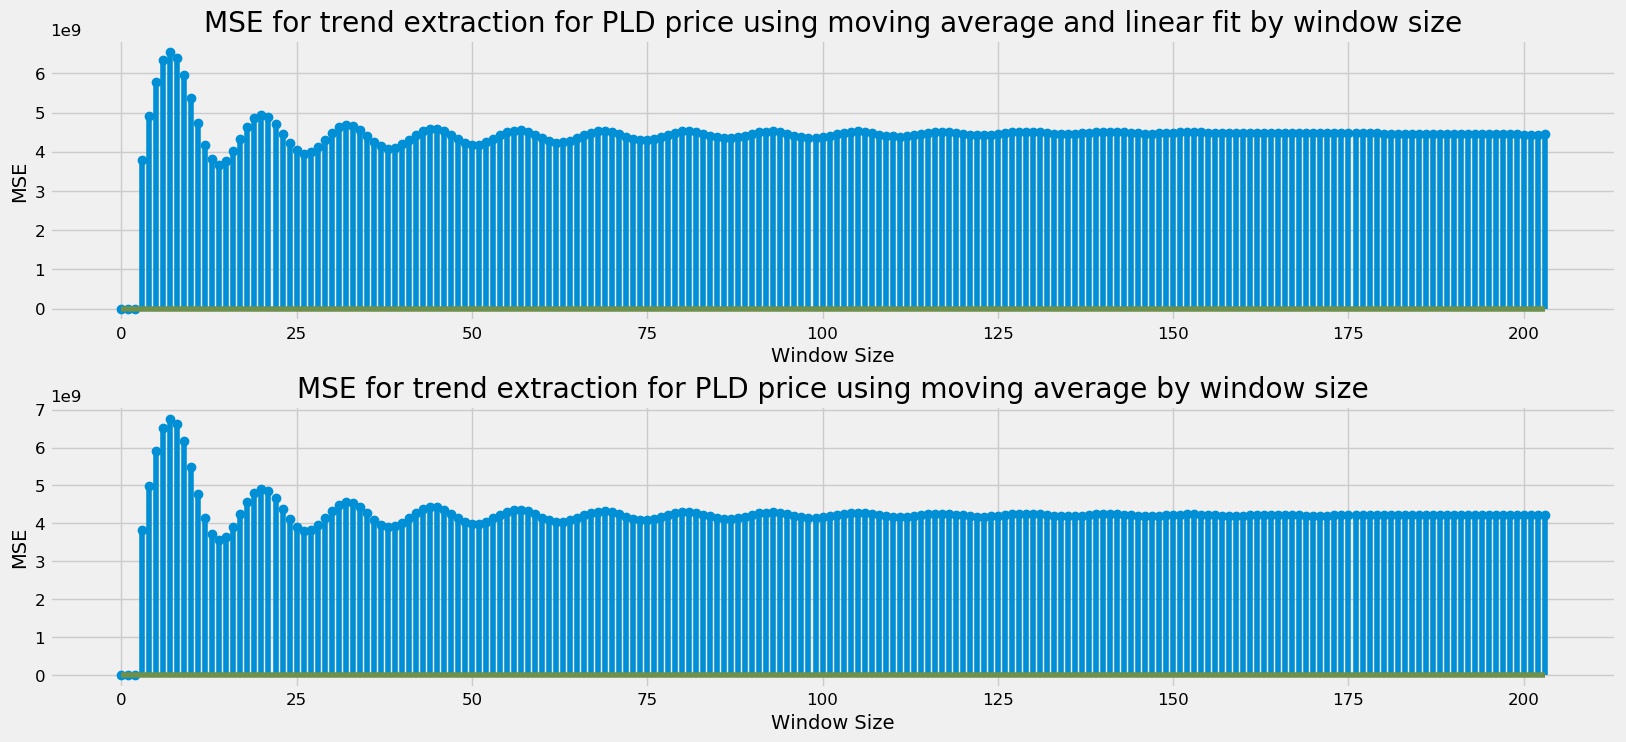 MSE for trend extraction for PLD price using moving average and linear fit by window size
1e9
6
5
4
3
2
1
0
MSE
0 25 50 75 100 125 150 175 200
Window Size
MSE for trend extraction for PLD price using moving average by window size
1e9
7
6
5
4
3
2
1
0
MSE
0 25 50 75 100 125 150 175 200
Window Size